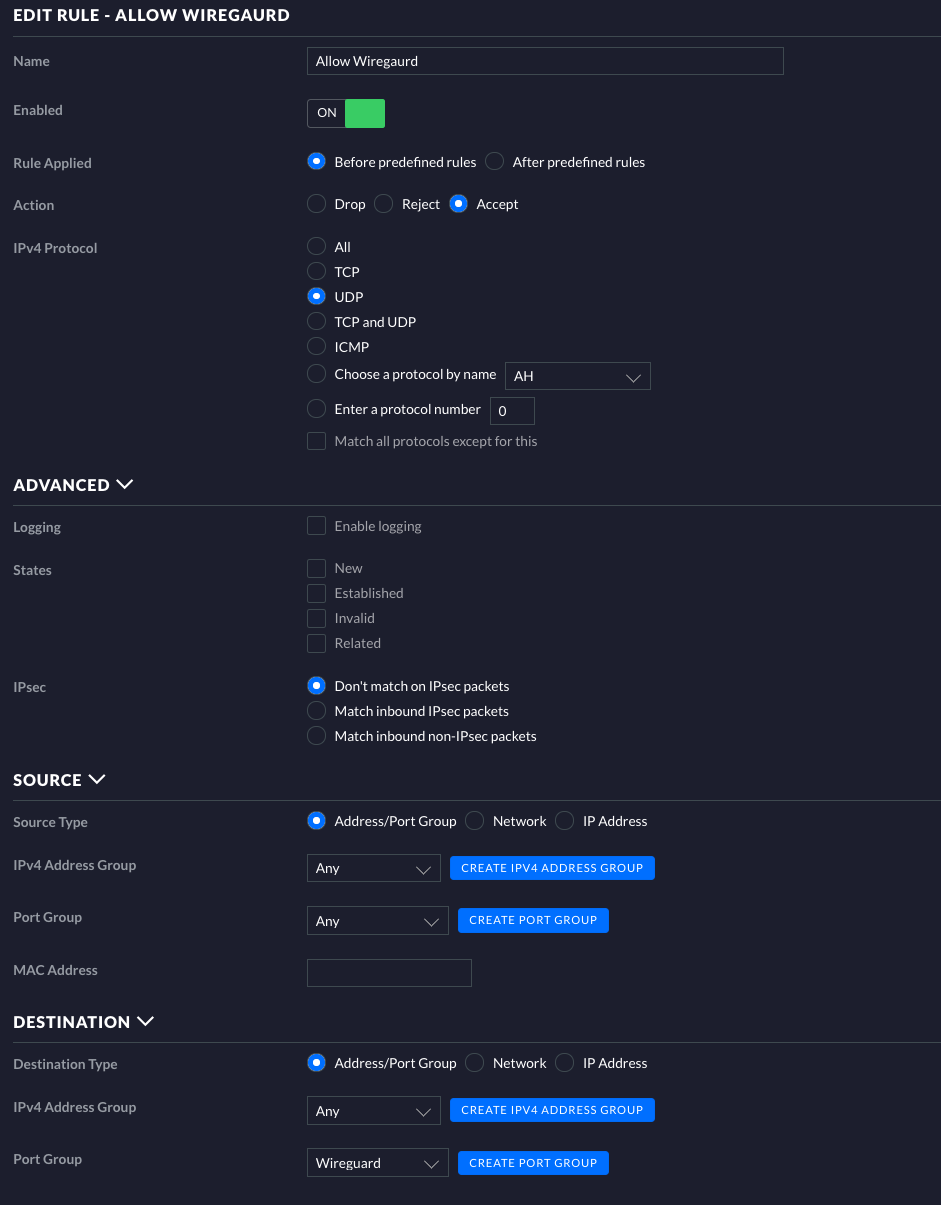 EDIT RULE - ALLOW WIREGAURD
Name Allow Wiregaurd
Enabled ON
Rule Applied Before predefined rules After predefined rules
Action Drop Reject Accept
IPv4 Protocol All
TCP
UDP
TCP and UDP
ICMP
Choose a protocol by name AH
Enter a protocol number 0
Match all protocols except for this
ADVANCED
Logging Enable logging
States New
Established
Invalid
Related
IPsec Don't match on IPsec packets
Match inbound IPsec packets
Match inbound non-IPsec packets
SOURCE
Source Type Address/Port Group Network IP Address
IPv4 Address Group Any CREATE IPV4 ADDRESS GROUP
Port Group Any CREATE PORT GROUP
MAC Address
DESTINATION
Destination Type Address/Port Group Network IP Address
IPv4 Address Group Any CREATE IPV4 ADDRESS GROUP
Port Group Wireguard CREATE PORT GROUP